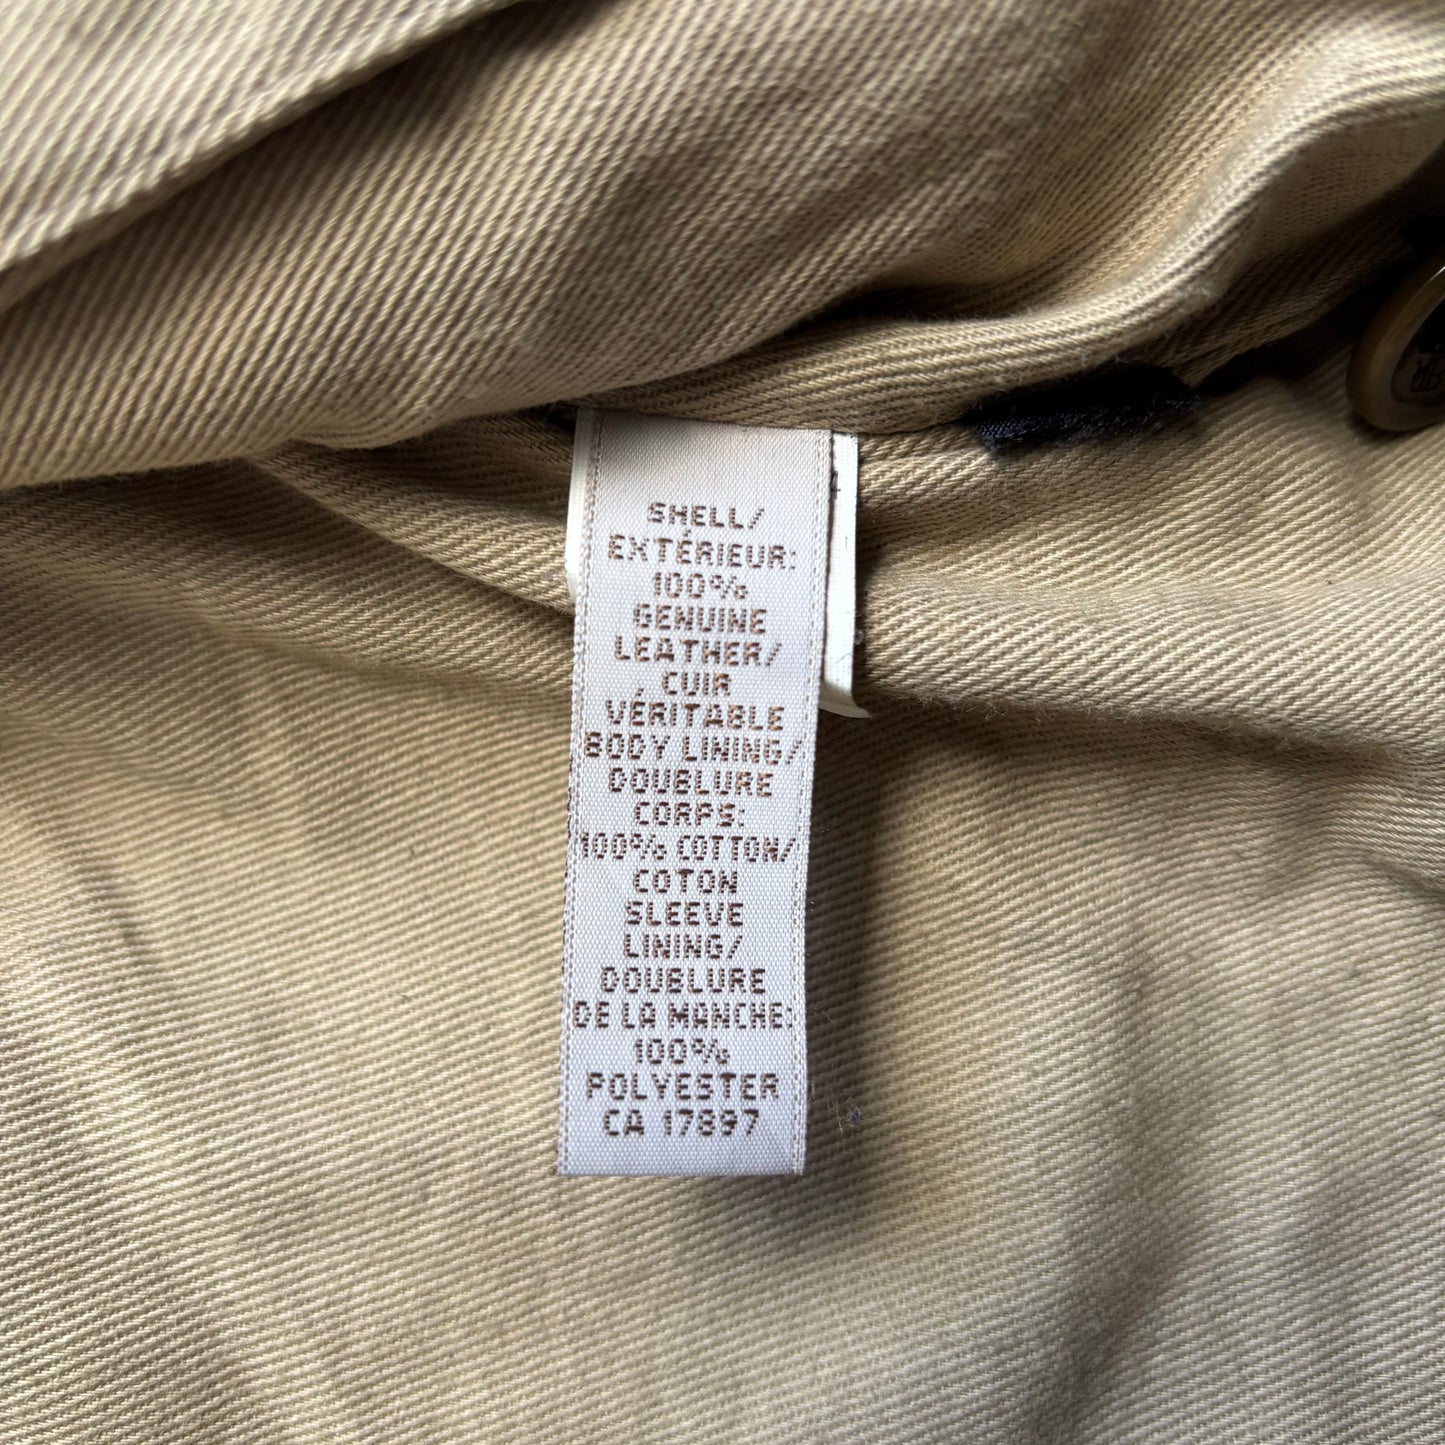 SHELL/
EXTÉRIEUR:
100%
GENUINE
LEATHER/
CUIR
VÉRITABLE
BODY LINING/
DOUBLURE
CORPS:
100% COTTON/
COTON
SLEEVE
LINING/
DOUBLURE
DE LA MANCHE:
100%
POLYESTER
CA 17897